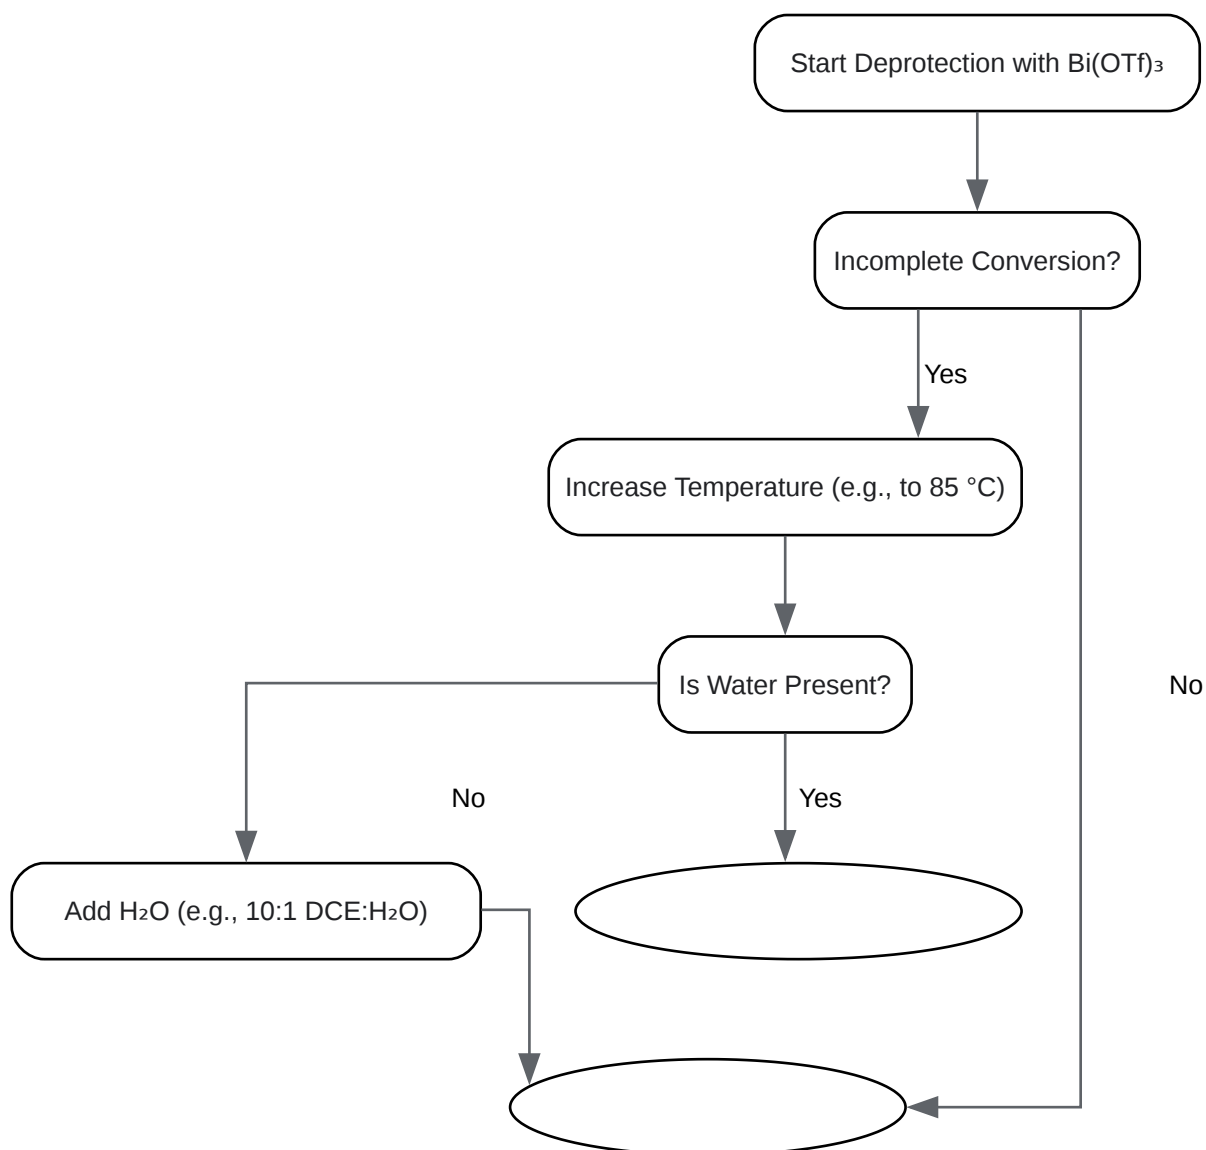 Start Deprotection with Bi(OTf)₃
Incomplete Conversion?
Yes
Increase Temperature (e.g., to 85 °C)
Is Water Present?
No
No
Yes
Add H₂O (e.g., 10:1 DCE:H₂O)